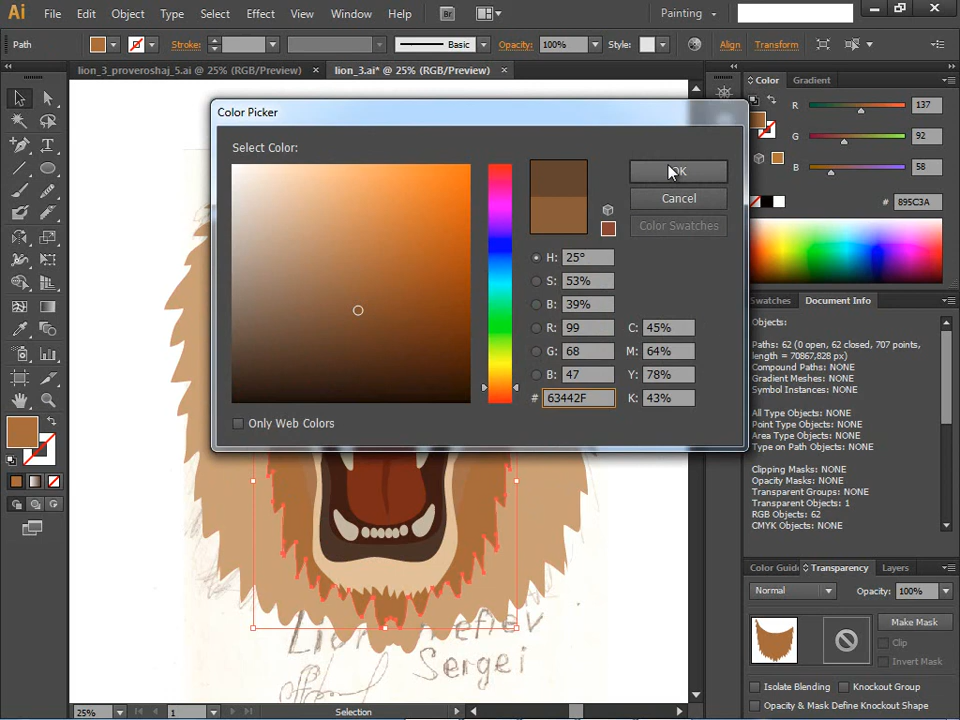 Ai File Edit Object Type Select Effect View Window Help Br Painting
Path Stroke: Basic Opacity: 100% Style: Align Transform
lion_3_proveroshaj_5.ai @ 25% (RGB/Preview) × lion_3.ai* @ 25% (RGB/Preview) ×
Color Gradient
R 137
G 92
B 58
# 895C3A
Color Picker
Select Color:
OK
Cancel
Color Swatches
H: 25°
S: 53%
B: 39%
R: 99 C: 45%
G: 68 M: 64%
B: 47 Y: 78%
# 63442F K: 43%
Only Web Colors
Swatches Document Info
Objects:
Paths: 62 (0 open, 62 closed, 707 points,
length = 70867,828 px)
Compound Paths: NONE
Gradient Meshes: NONE
Symbol Instances: NONE
All Type Objects: NONE
Point Type Objects: NONE
Area Type Objects: NONE
Type on Path Objects: NONE
Clipping Masks: NONE
Opacity Masks: NONE
Transparent Groups: NONE
Transparent Objects: 1
RGB Objects: 62
CMYK Objects: NONE
Color Guide Transparency Layers
Normal Opacity: 100%
Make Mask
Clip
Invert Mask
Isolate Blending Knockout Group
Opacity & Mask Define Knockout Shape
Sergei
25% 1 Selection